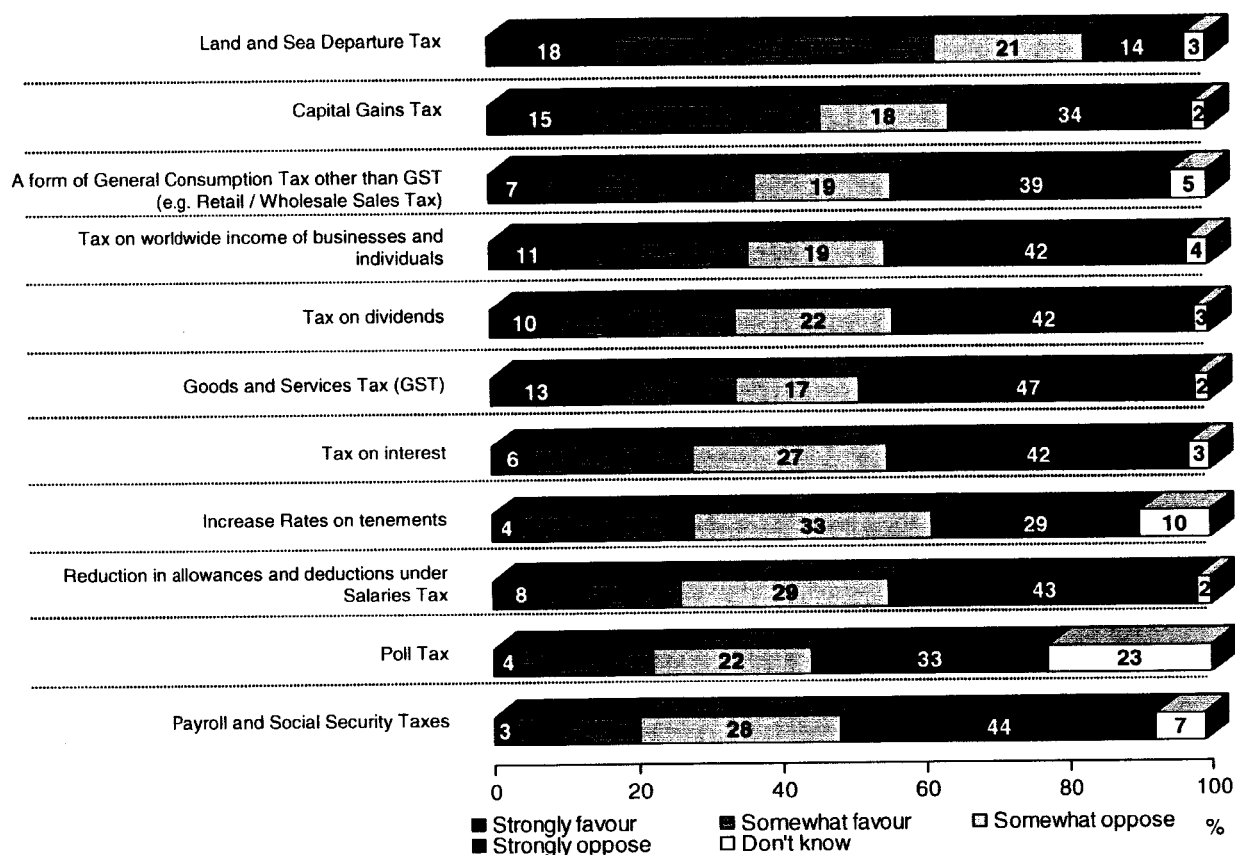 Land and Sea Departure Tax
18 21 14 3
Capital Gains Tax
15 18 34 2
A form of General Consumption Tax other than GST
(e.g. Retail / Wholesale Sales Tax)
7 19 39 5
Tax on worldwide income of businesses and
individuals
11 19 42 4
Tax on dividends
10 22 42 3
Goods and Services Tax (GST)
13 17 47 2
Tax on interest
6 27 42 3
Increase Rates on tenements
4 33 29 10
Reduction in allowances and deductions under
Salaries Tax
8 29 43 2
Poll Tax
4 22 33 23
Payroll and Social Security Taxes
3 28 44 7
0 20 40 60 80 100
Strongly favour Somewhat favour Somewhat oppose %
Strongly oppose Don't know